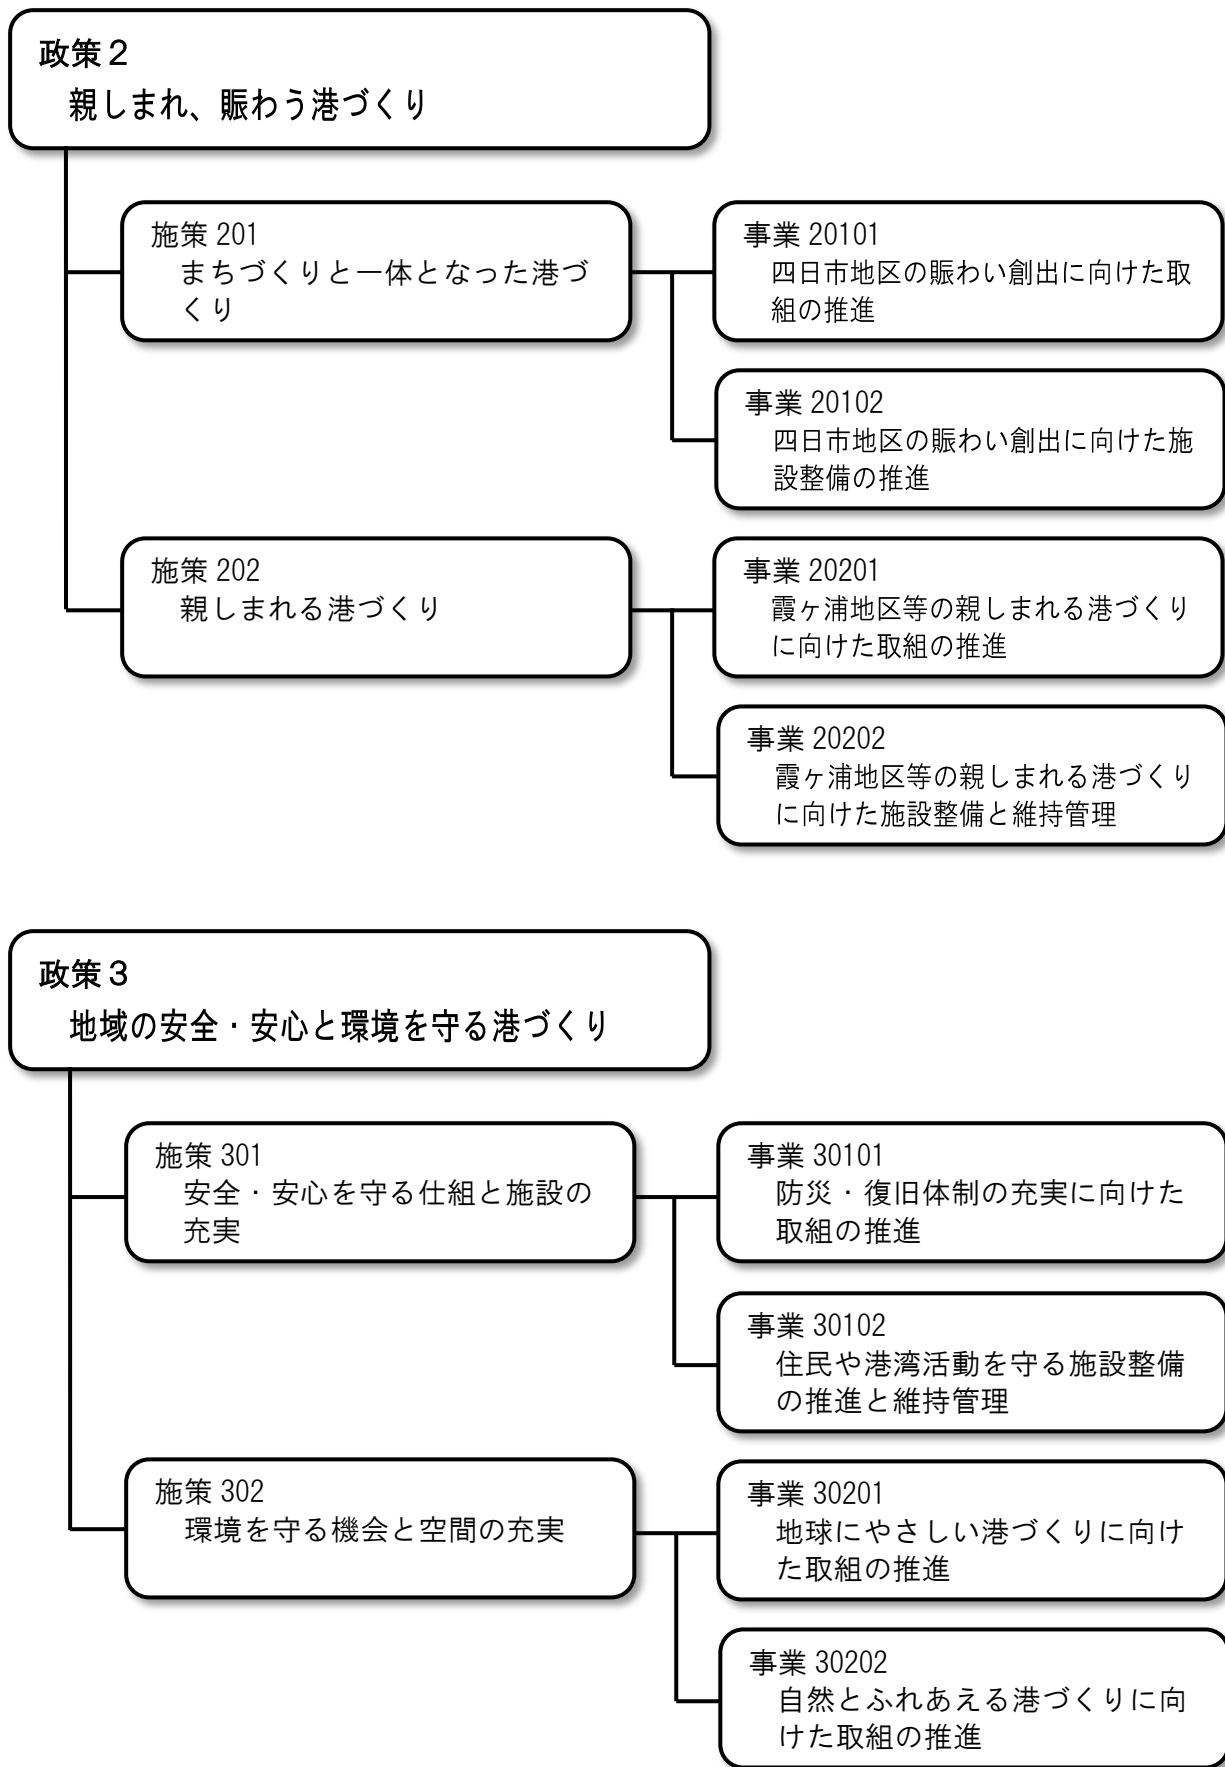 政策２
親しまれ、賑わう港づくり
施策 201
まちづくりと一体となった港づ
くり
事業 20101
四日市地区の賑わい創出に向けた取
組の推進
事業 20102
四日市地区の賑わい創出に向けた施
設整備の推進
施策 202
親しまれる港づくり
事業 20201
霞ヶ浦地区等の親しまれる港づくり
に向けた取組の推進
事業 20202
霞ヶ浦地区等の親しまれる港づくり
に向けた施設整備と維持管理
政策３
地域の安全・安心と環境を守る港づくり
施策 301
安全・安心を守る仕組と施設の
充実
事業 30101
防災・復旧体制の充実に向けた
取組の推進
事業 30102
住民や港湾活動を守る施設整備
の推進と維持管理
施策 302
環境を守る機会と空間の充実
事業 30201
地球にやさしい港づくりに向け
た取組の推進
事業 30202
自然とふれあえる港づくりに向
けた取組の推進